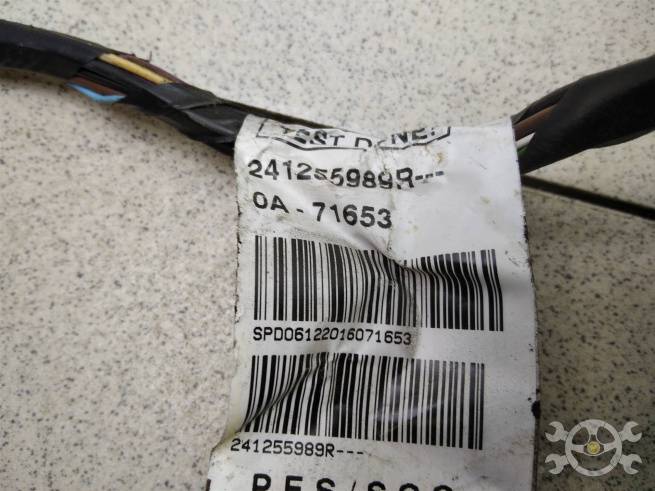 TEST DONE!
241255989R---
0A - 71653
SPD06122016071653
241255989R---